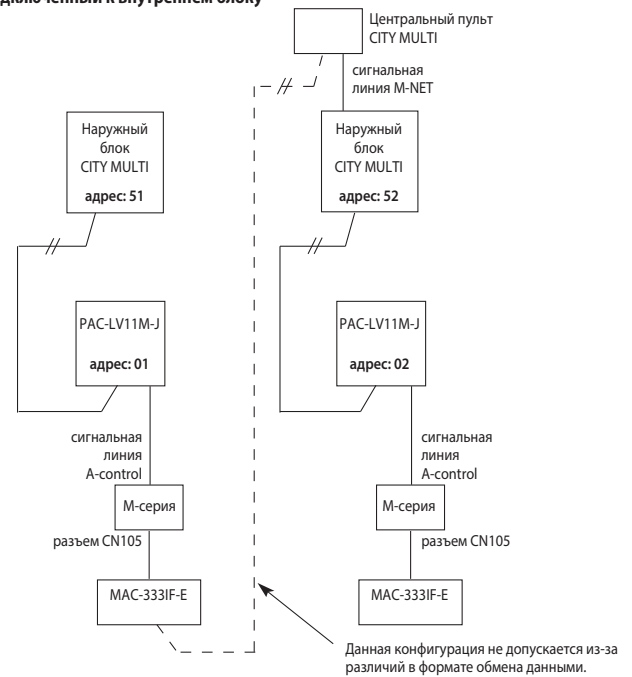 дключенный к внутреннем блоку
Центральный пульт
CITY MULTI
сигнальная
линия M-NET
Наружный
блок
CITY MULTI
адрес: 51
Наружный
блок
CITY MULTI
адрес: 52
PAC-LV11M-J
адрес: 01
PAC-LV11M-J
адрес: 02
сигнальная
линия
A-control
сигнальная
линия
A-control
М-серия
М-серия
разъем CN105
разъем CN105
MAC-333IF-E
MAC-333IF-E
Данная конфигурация не допускается из-за
различий в формате обмена данными.